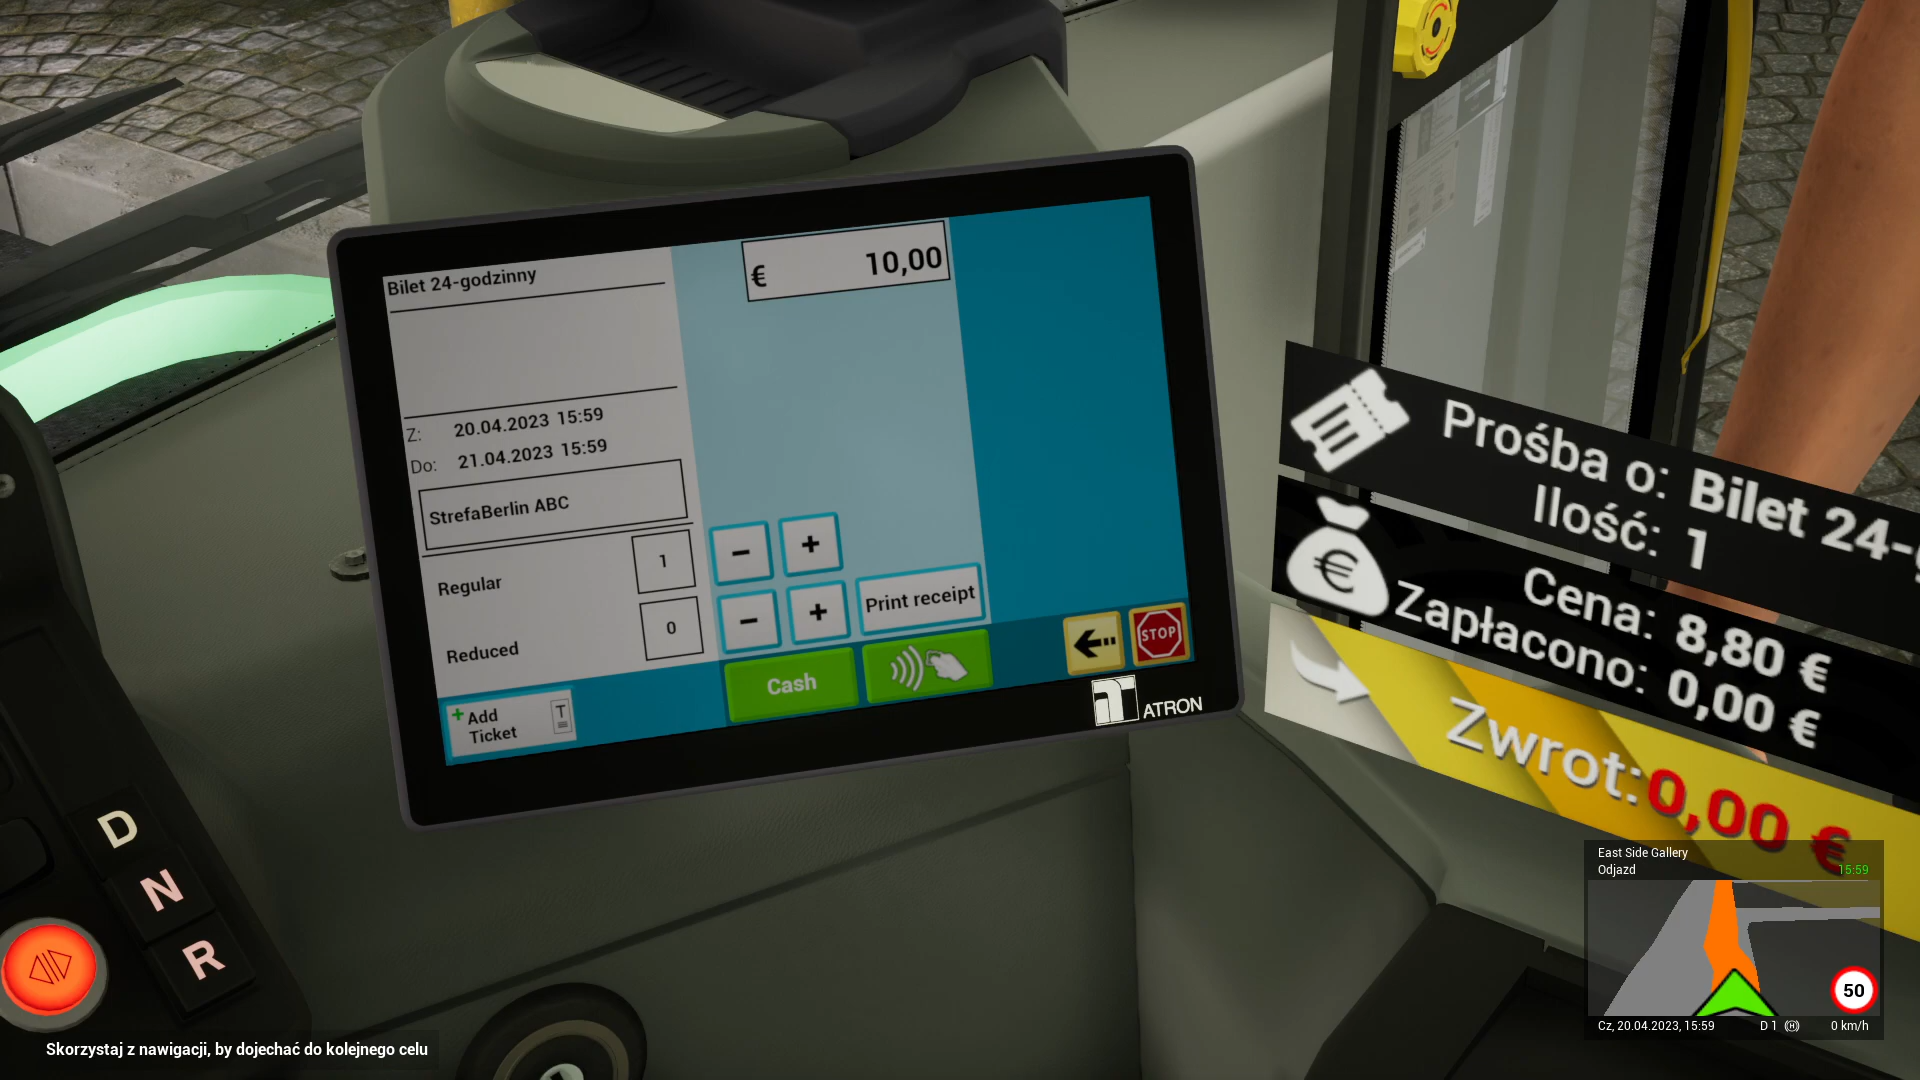 Bilet 24-godzinny
€ 10,00
Z: 20.04.2023 15:59
Do: 21.04.2023 15:59
StrefaBerlin ABC
Regular 1 - +
Reduced 0 - + Print receipt
+ Add Ticket T
Cash
STOP
ATRON
Prośba o: Bilet 24-
Ilość: 1
Cena: 8,80 €
Zapłacono: 0,00 €
Zwrot: 0,00 €
D
N
R
East Side Gallery
Odjazd 15:59
50
Cz, 20.04.2023, 15:59 D 1 (H) 0 km/h
Skorzystaj z nawigacji, by dojechać do kolejnego celu